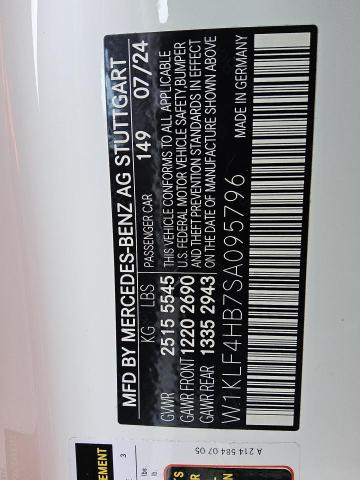 MFD BY MERCEDES-BENZ AG STUTTGART
KG LBS PASSENGER CAR 149 07/24
GVWR 2515 5545 THIS VEHICLE CONFORMS TO ALL APPLICABLE
GAWR FRONT 1220 2690 U.S. FEDERAL MOTOR VEHICLE SAFETY, BUMPER
GAWR REAR 1335 2943 AND THEFT PREVENTION STANDARDS IN EFFECT
ON THE DATE OF MANUFACTURE SHOWN ABOVE
W1KLF4HB7SA095796 MADE IN GERMANY
A 214 584 07 05
EMENT
3
lbs.
lb.